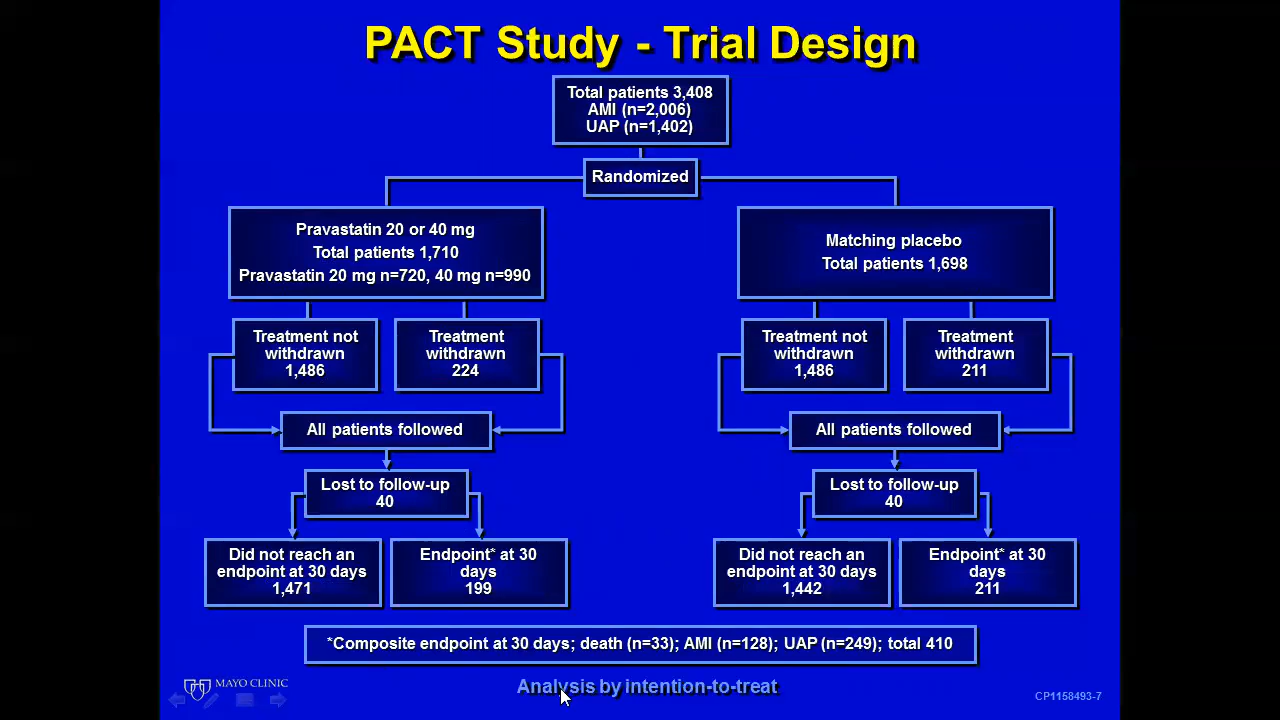 PACT Study - Trial Design
Total patients 3,408
AMI (n=2,006)
UAP (n=1,402)
Randomized
Pravastatin 20 or 40 mg
Total patients 1,710
Pravastatin 20 mg n=720, 40 mg n=990
Matching placebo
Total patients 1,698
Treatment not
withdrawn
1,486
Treatment
withdrawn
224
Treatment not
withdrawn
1,486
Treatment
withdrawn
211
All patients followed
All patients followed
Lost to follow-up
40
Lost to follow-up
40
Did not reach an
endpoint at 30 days
1,471
Endpoint* at 30
days
199
Did not reach an
endpoint at 30 days
1,442
Endpoint* at 30
days
211
*Composite endpoint at 30 days; death (n=33); AMI (n=128); UAP (n=249); total 410
MAYO CLINIC
Analysis by intention-to-treat
CP1158493-7